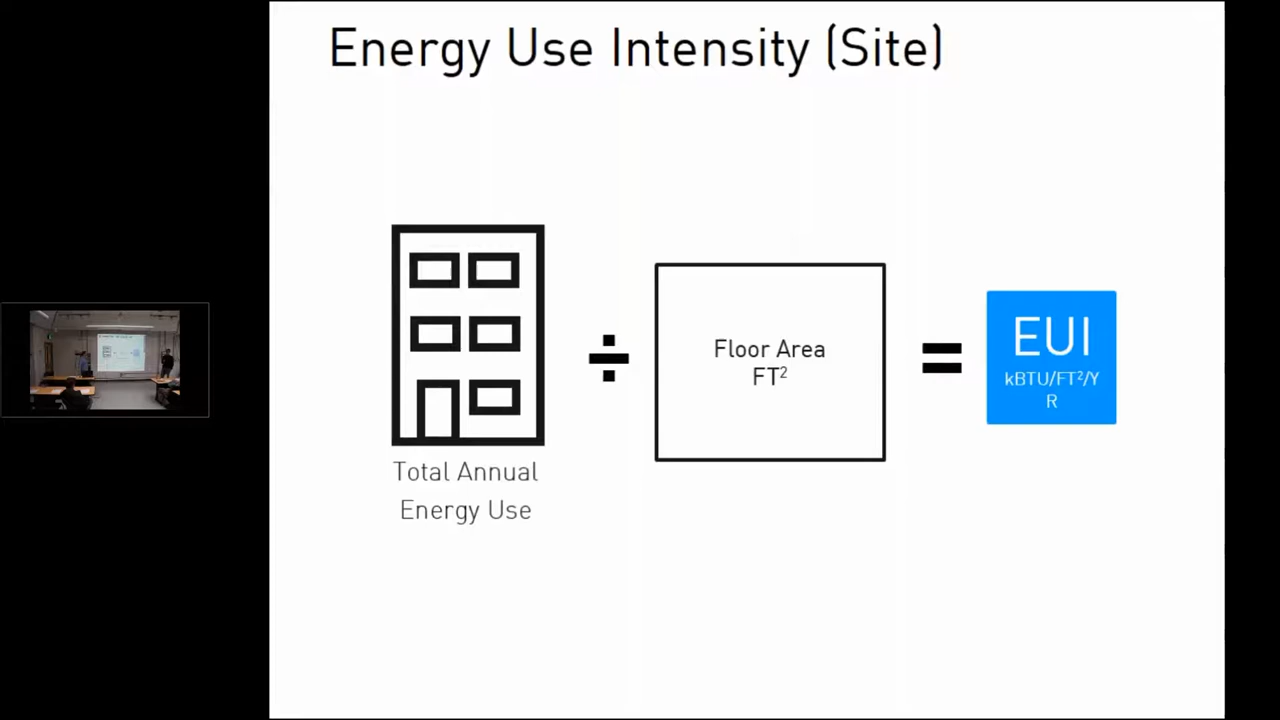 Energy Use Intensity (Site)
÷
Floor Area
FT²
=
EUI
kBTU/FT²/Y
R
Total Annual
Energy Use